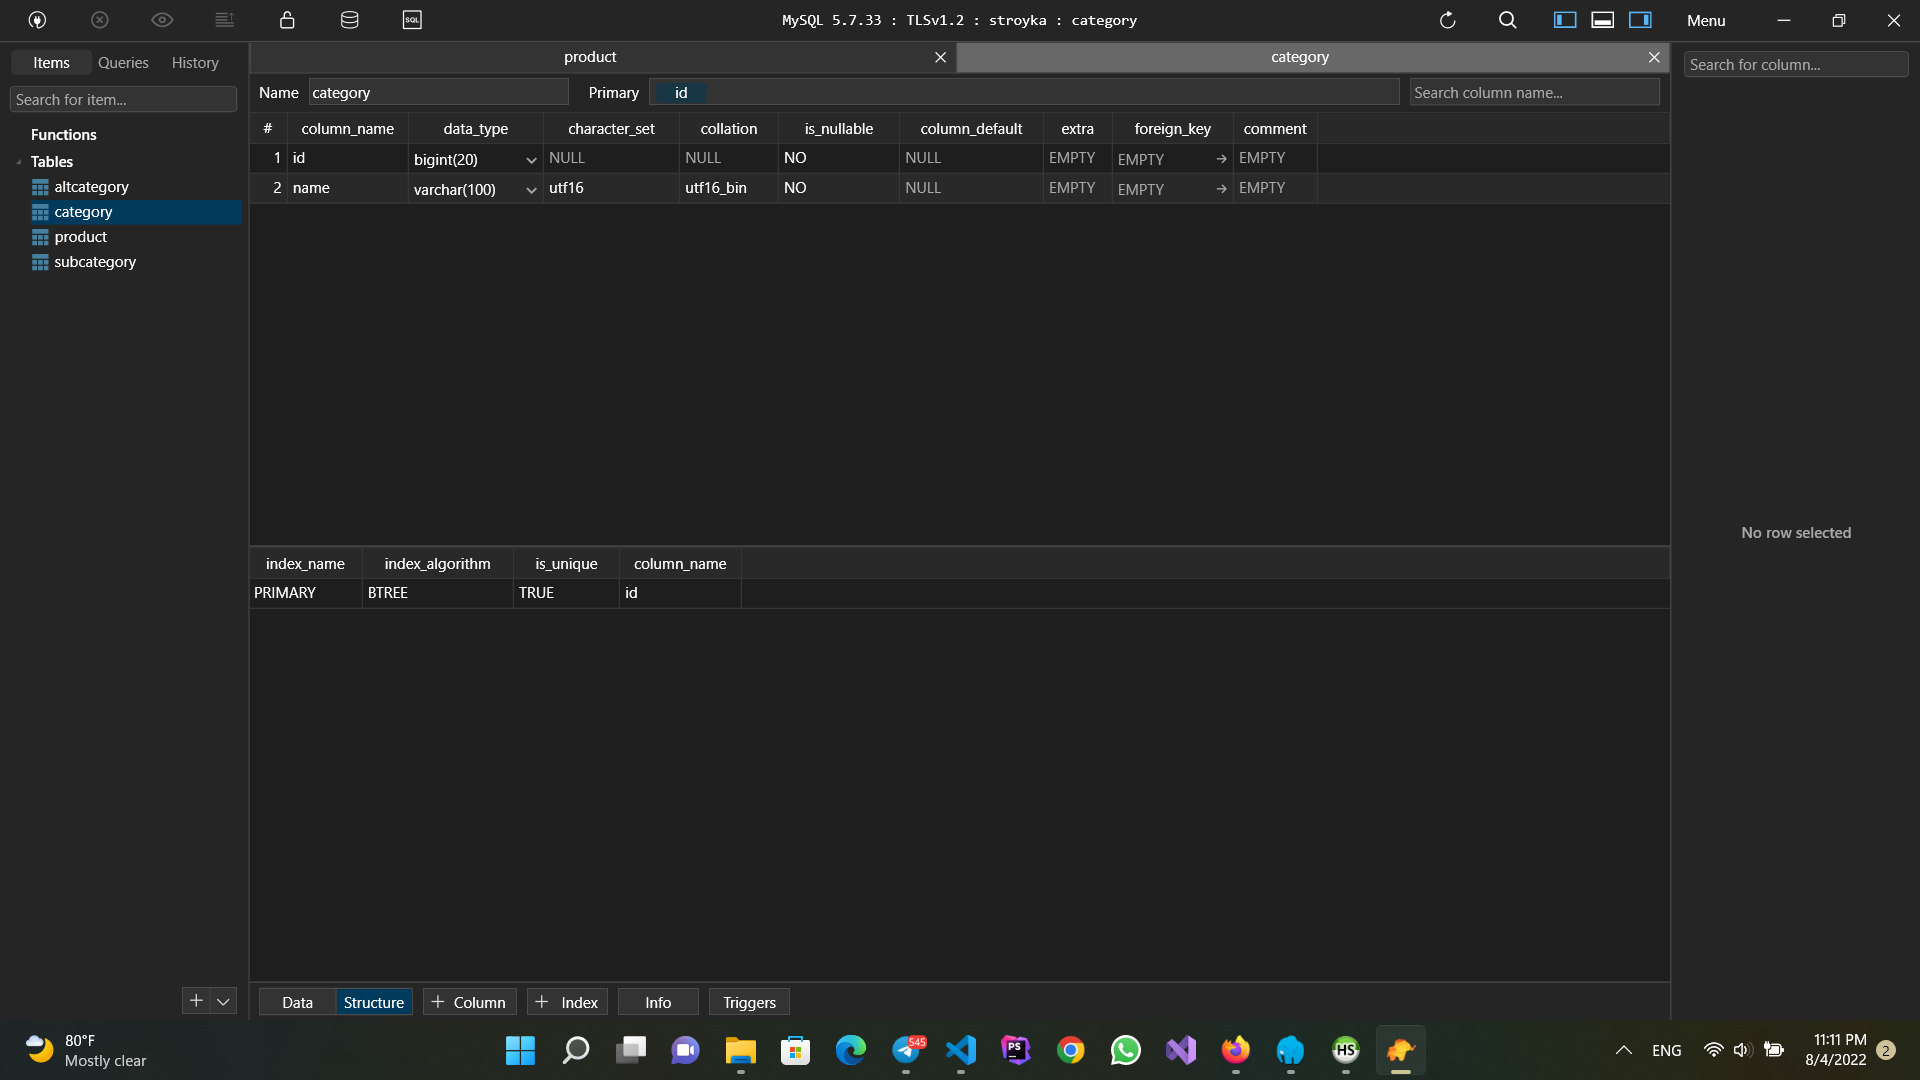 SQL
MySQL 5.7.33 : TLSv1.2 : stroyka : category
Menu
Items Queries History
product
category
Search for column...
Search for item...
Name category Primary id Search column name...
Functions
Tables
altcategory
category
product
subcategory
# column_name data_type character_set collation is_nullable column_default extra foreign_key comment
1 id bigint(20) NULL NULL NO NULL EMPTY EMPTY EMPTY
2 name varchar(100) utf16 utf16_bin NO NULL EMPTY EMPTY EMPTY
No row selected
index_name index_algorithm is_unique column_name
PRIMARY BTREE TRUE id
Data Structure + Column + Index Info Triggers
80°F
Mostly clear
545
PS
HS
ENG
11:11 PM
8/4/2022
2